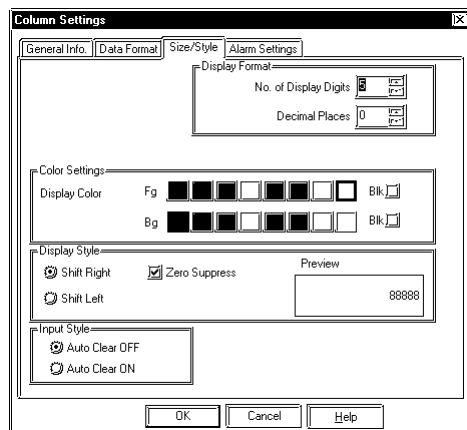 Column Settings
General Info. Data Format Size/Style Alarm Settings
Display Format
No. of Display Digits 5
Decimal Places 0
Color Settings
Display Color Fg Blk
Bg Blk
Display Style
Shift Right Zero Suppress Preview
Shift Left 88888
Input Style
Auto Clear OFF
Auto Clear ON
OK Cancel Help